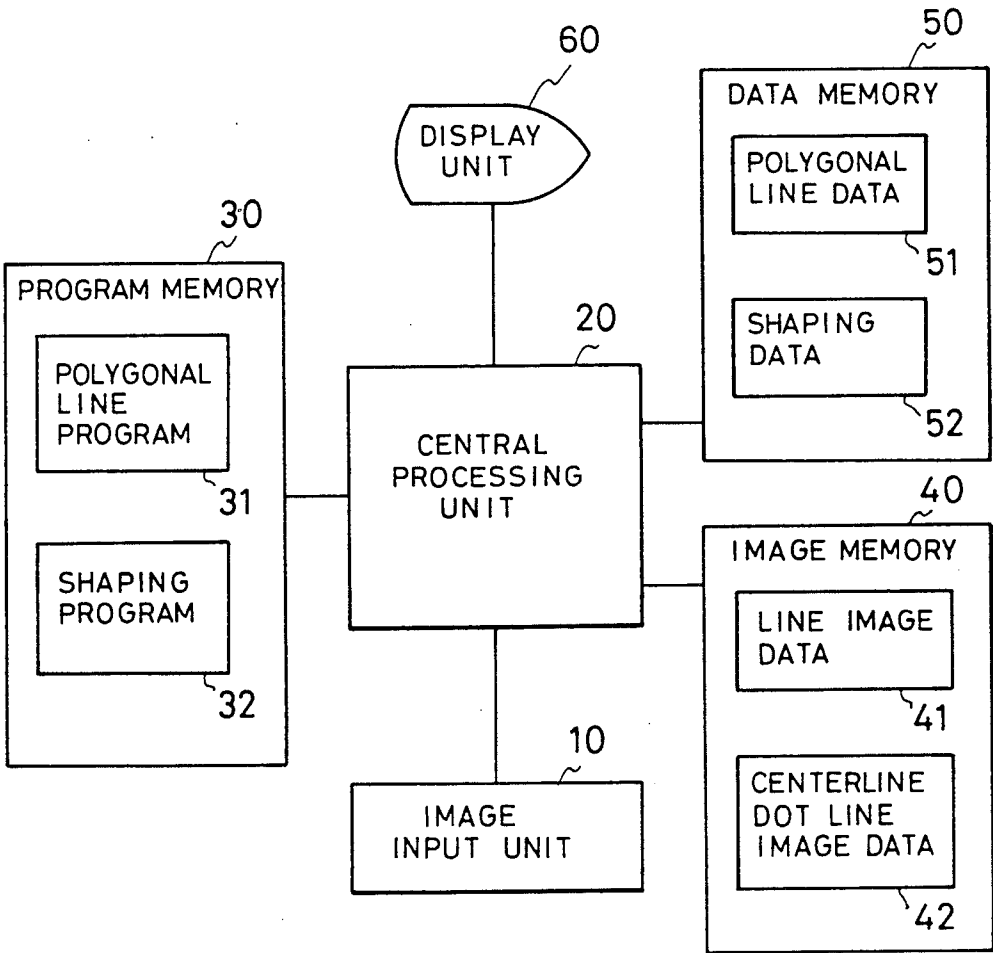 60
DISPLAY
UNIT
30
PROGRAM MEMORY
POLYGONAL
LINE
PROGRAM
31
SHAPING
PROGRAM
32
20
CENTRAL
PROCESSING
UNIT
10
IMAGE
INPUT UNIT
50
DATA MEMORY
POLYGONAL
LINE DATA
51
SHAPING
DATA
52
40
IMAGE MEMORY
LINE IMAGE
DATA
41
CENTERLINE
DOT LINE
IMAGE DATA
42